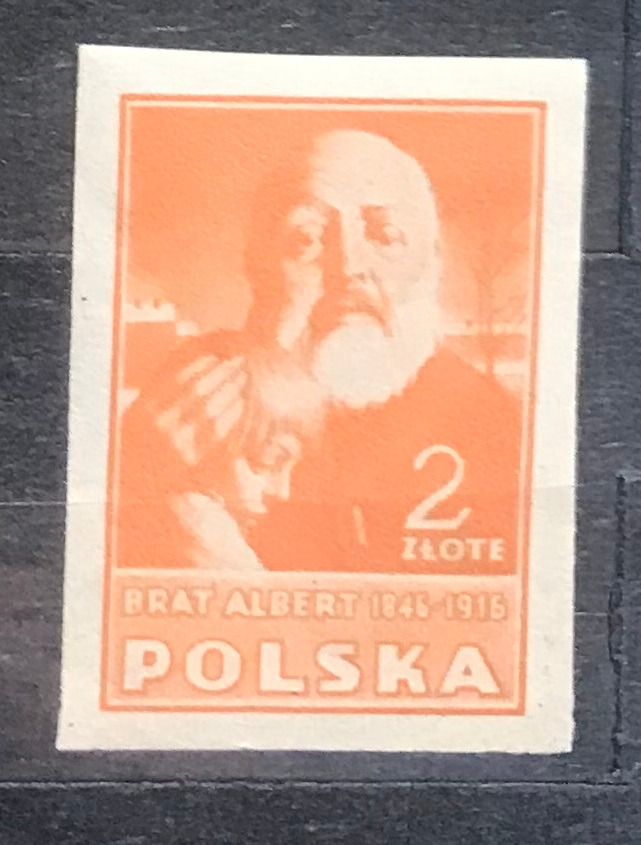 2
ZŁOTE
BRAT ALBERT 1846-1916
POLSKA